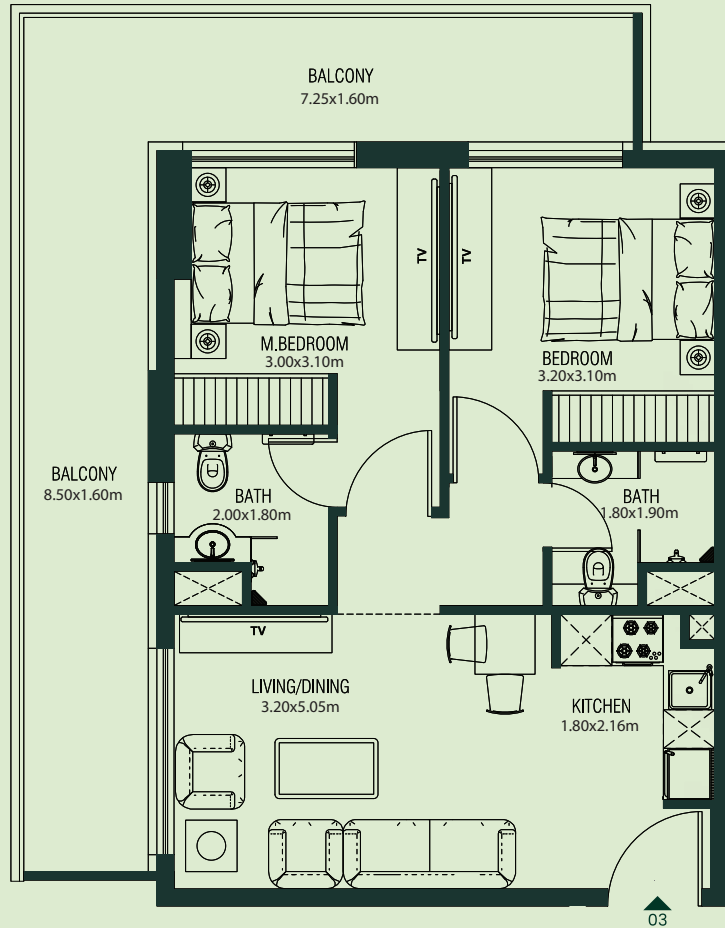 BALCONY
7.25x1.60m
TV
TV
M.BEDROOM
3.00x3.10m
BEDROOM
3.20x3.10m
BALCONY
8.50x1.60m
BATH
2.00x1.80m
BATH
1.80x1.90m
TV
LIVING/DINING
3.20x5.05m
KITCHEN
1.80x2.16m
03